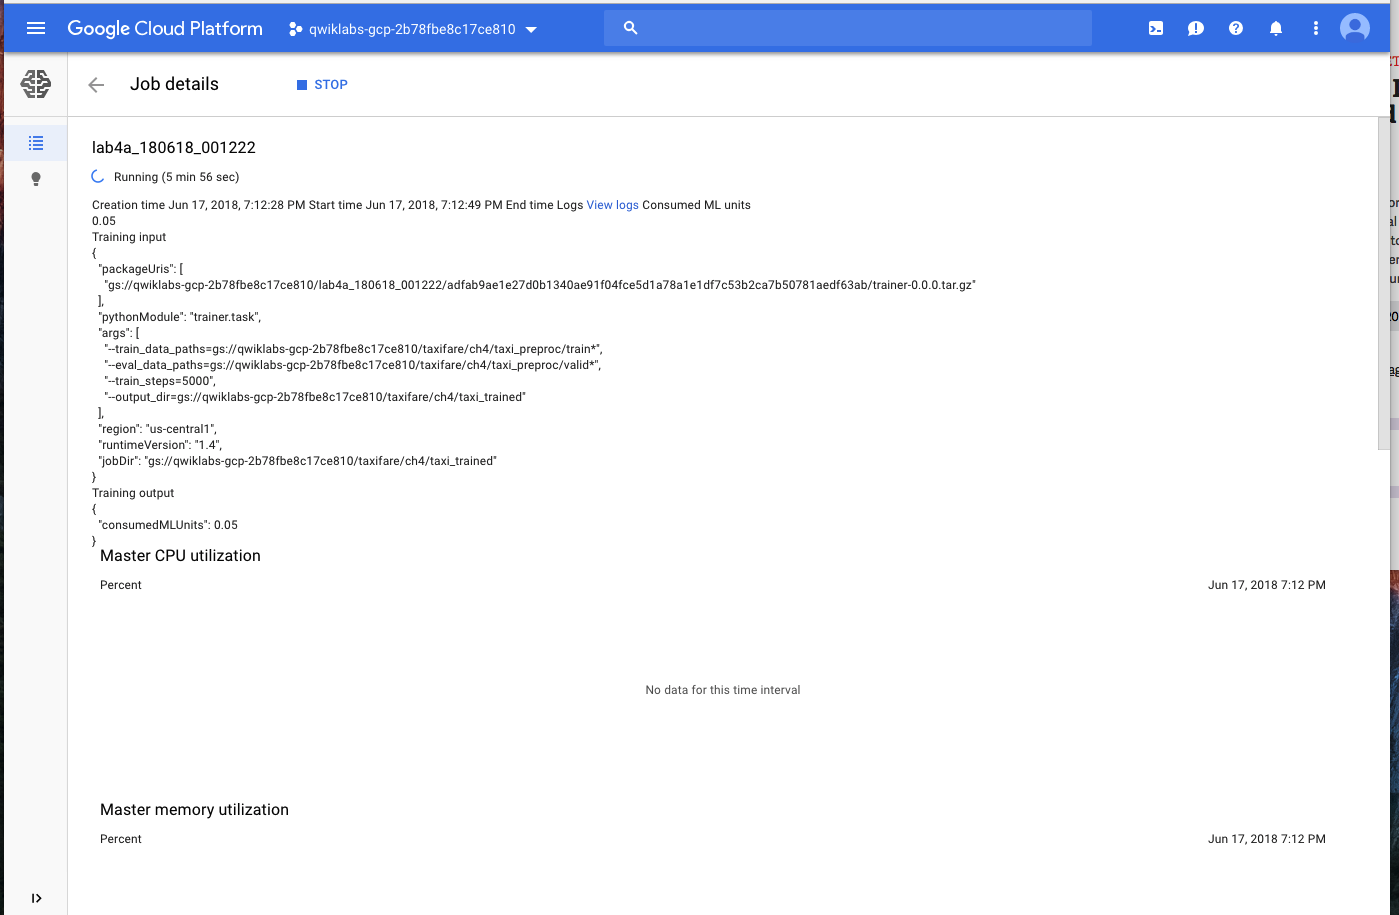 Google Cloud Platform
qwiklabs-gcp-2b78fbe8c17ce810
Job details
STOP
lab4a_180618_001222
Running (5 min 56 sec)
Creation time Jun 17, 2018, 7:12:28 PM Start time Jun 17, 2018, 7:12:49 PM End time Logs View logs Consumed ML units
0.05
Training input
{
"packageUris": [
"gs://qwiklabs-gcp-2b78fbe8c17ce810/lab4a_180618_001222/adfab9ae1e27d0b1340ae91f04fce5d1a78a1e1df7c53b2ca7b50781aedf63ab/trainer-0.0.0.tar.gz"
],
"pythonModule": "trainer.task",
"args": [
"--train_data_paths=gs://qwiklabs-gcp-2b78fbe8c17ce810/taxifare/ch4/taxi_preproc/train*",
"--eval_data_paths=gs://qwiklabs-gcp-2b78fbe8c17ce810/taxifare/ch4/taxi_preproc/valid*",
"--train_steps=5000",
"--output_dir=gs://qwiklabs-gcp-2b78fbe8c17ce810/taxifare/ch4/taxi_trained"
],
"region": "us-central1",
"runtimeVersion": "1.4",
"jobDir": "gs://qwiklabs-gcp-2b78fbe8c17ce810/taxifare/ch4/taxi_trained"
}
Training output
{
"consumedMLUnits": 0.05
}
Master CPU utilization
Percent
Jun 17, 2018 7:12 PM
No data for this time interval
Master memory utilization
Percent
Jun 17, 2018 7:12 PM